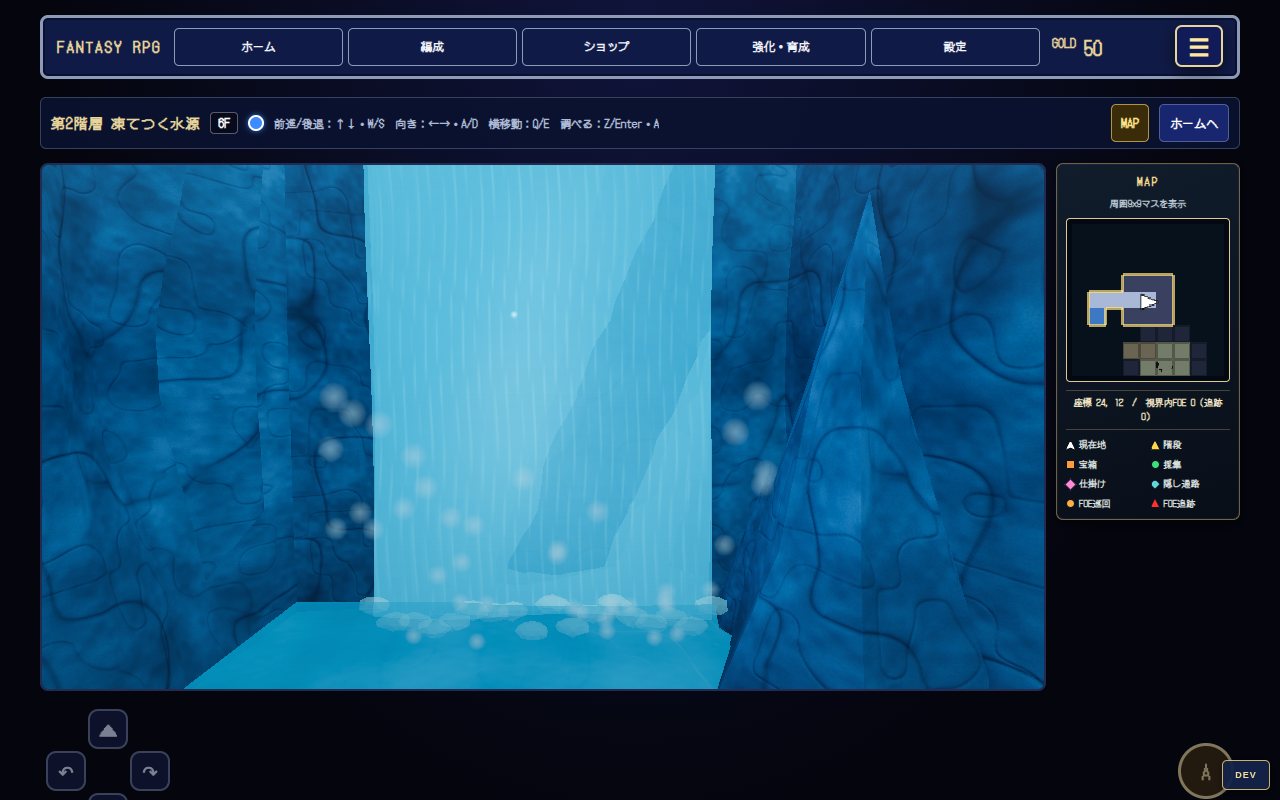 FANTASY RPG
ホーム
編成
ショップ
強化・育成
設定
GOLD 50
第2階層 凍てつく水源
6F
前進/後退：↑↓・W/S　向き：←→・A/D　横移動：Q/E　調べる：Z/Enter・A
MAP
ホームへ
MAP
周囲9x9マスを表示
座標 24, 12 / 視界内FOE 0（追跡
0）
現在地
階段
宝箱
採集
仕掛け
隠し通路
FOE巡回
FOE追跡
A
DEV